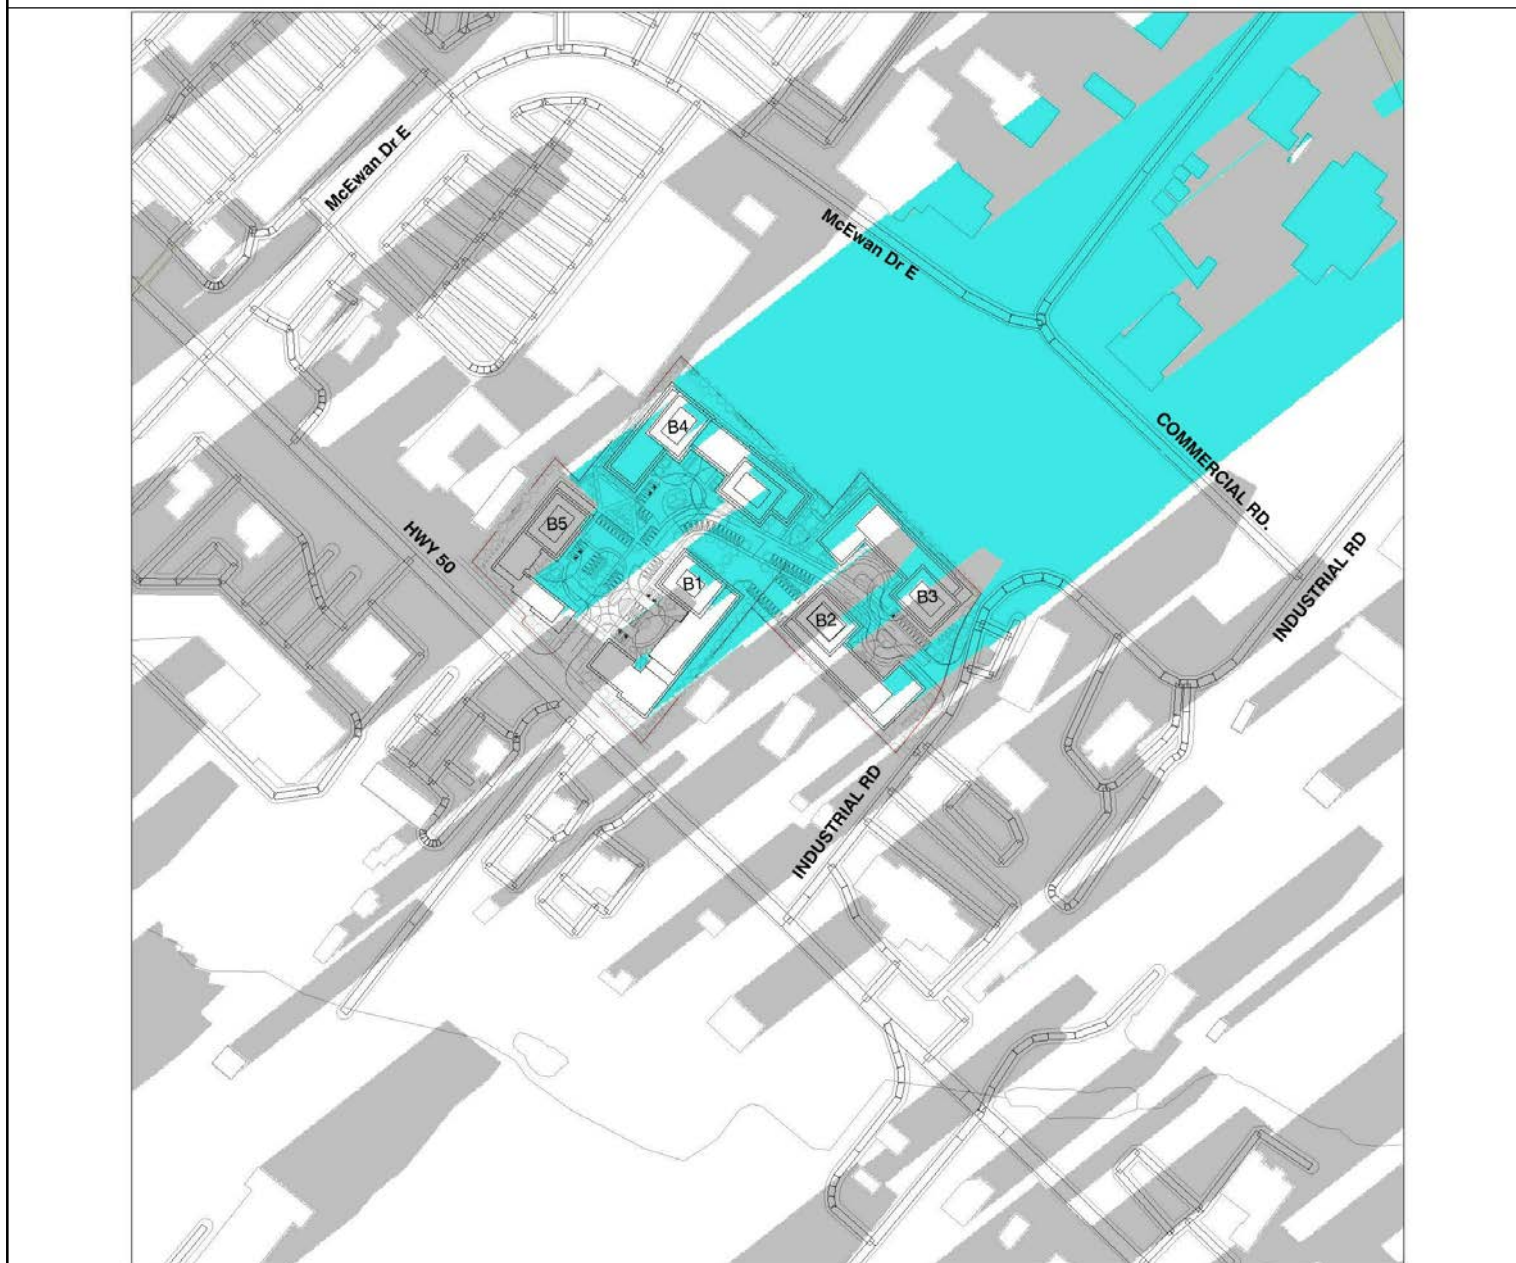 McEwan Dr E
McEwan Dr E
B4
COMMERCIAL RD.
B5
HWY 50
B1
B3
B2
INDUSTRIAL RD
INDUSTRIAL RD